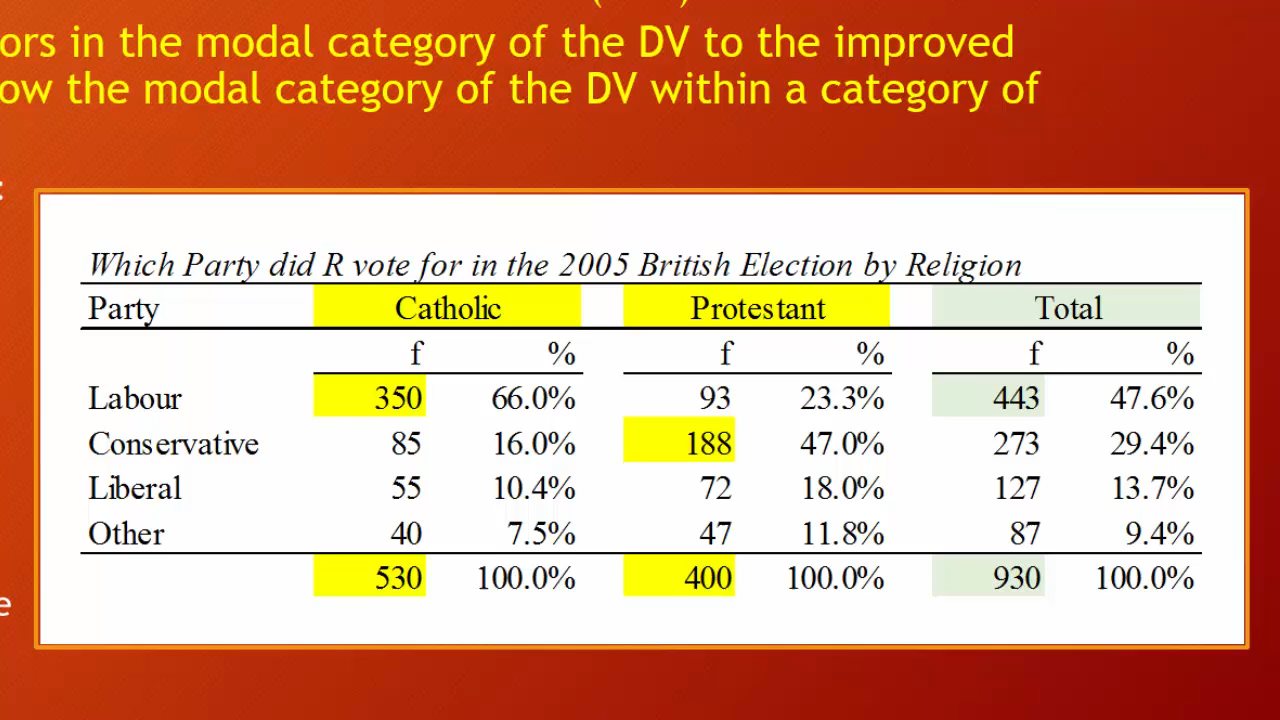 ors in the modal category of the DV to the improved
ow the modal category of the DV within a category of
:
Which Party did R vote for in the 2005 British Election by Religion
Party Catholic Protestant Total
f % f % f %
Labour 350 66.0% 93 23.3% 443 47.6%
Conservative 85 16.0% 188 47.0% 273 29.4%
Liberal 55 10.4% 72 18.0% 127 13.7%
Other 40 7.5% 47 11.8% 87 9.4%
530 100.0% 400 100.0% 930 100.0%
e